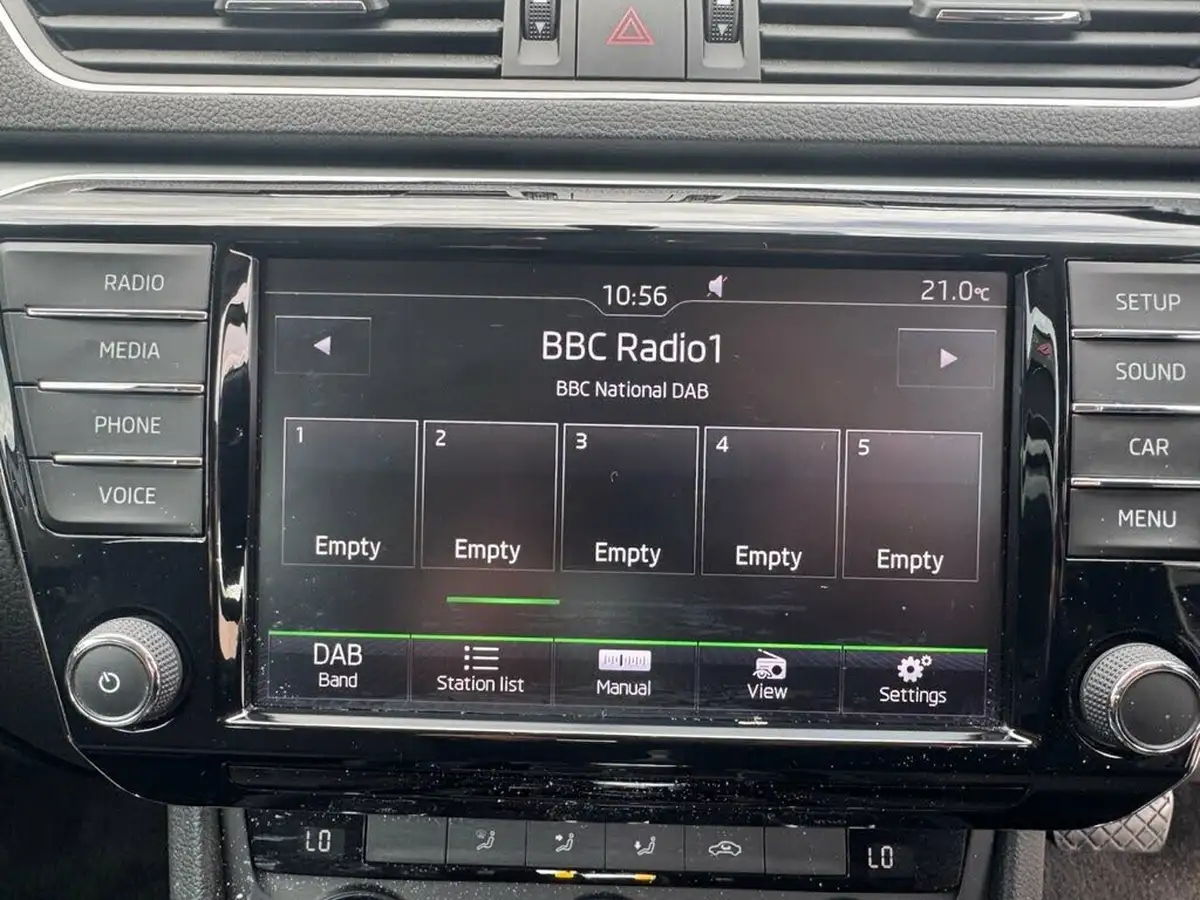 RADIO
MEDIA
PHONE
VOICE
10:56
21.0°C
BBC Radio1
BBC National DAB
1
2
3
4
5
Empty
Empty
Empty
Empty
Empty
DAB
Band
Station list
Manual
View
Settings
SETUP
SOUND
CAR
MENU
LO
LO